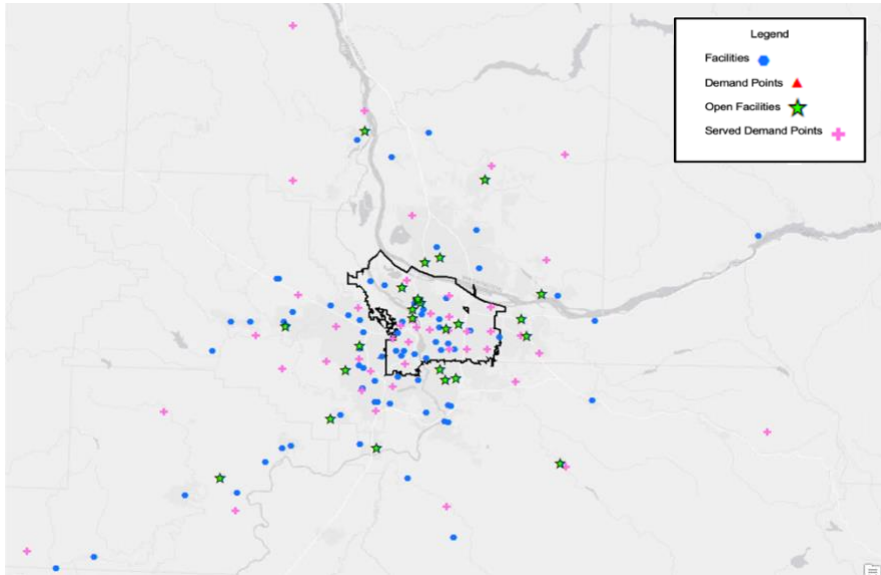 Legend
Facilities
Demand Points
Open Facilities
Served Demand Points